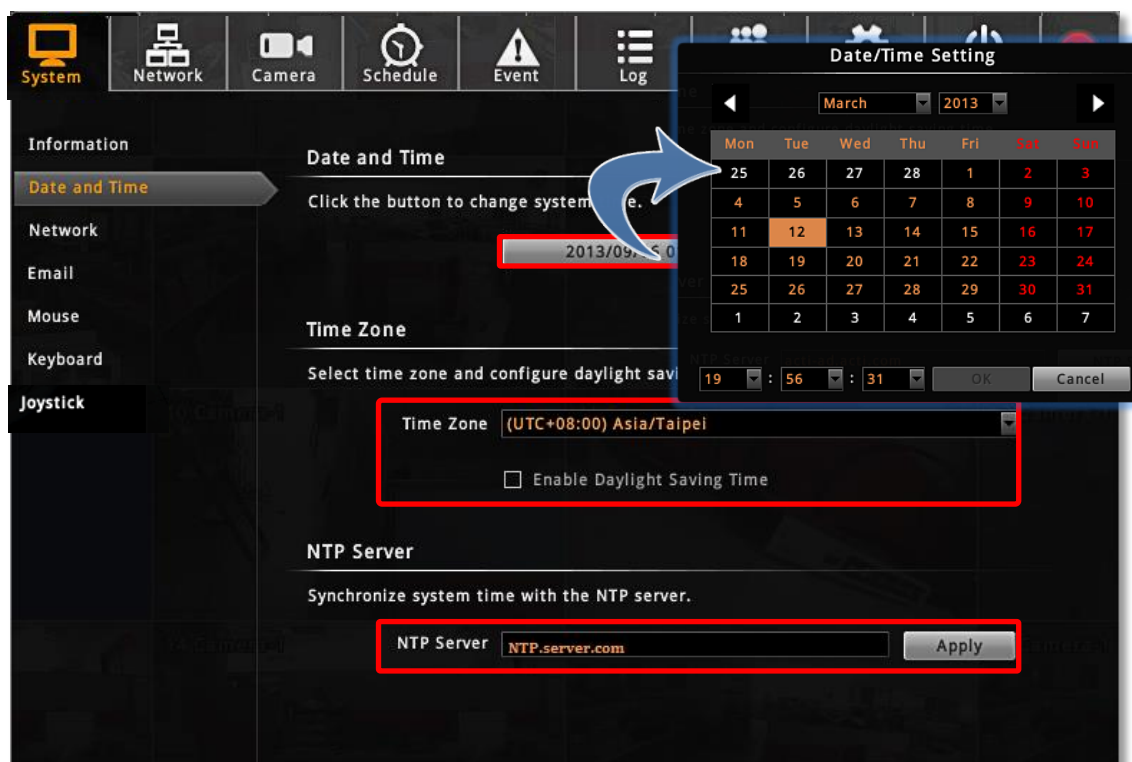 System
Network
Camera
Schedule
Event
Log
Information
Date and Time
Network
Email
Mouse
Keyboard
Joystick
Date and Time
Click the button to change system
2013/09/
Time Zone
Select time zone and configure daylight savi
Time Zone (UTC+08:00) Asia/Taipei
Enable Daylight Saving Time
NTP Server
Synchronize system time with the NTP server.
NTP Server NTP.server.com Apply
Date/Time Setting
March 2013
Mon Tue Wed Thu Fri Sat Sun
25 26 27 28 1 2 3
4 5 6 7 8 9 10
11 12 13 14 15 16 17
18 19 20 21 22 23 24
25 26 27 28 29 30 31
1 2 3 4 5 6 7
19 : 56 : 31 OK Cancel